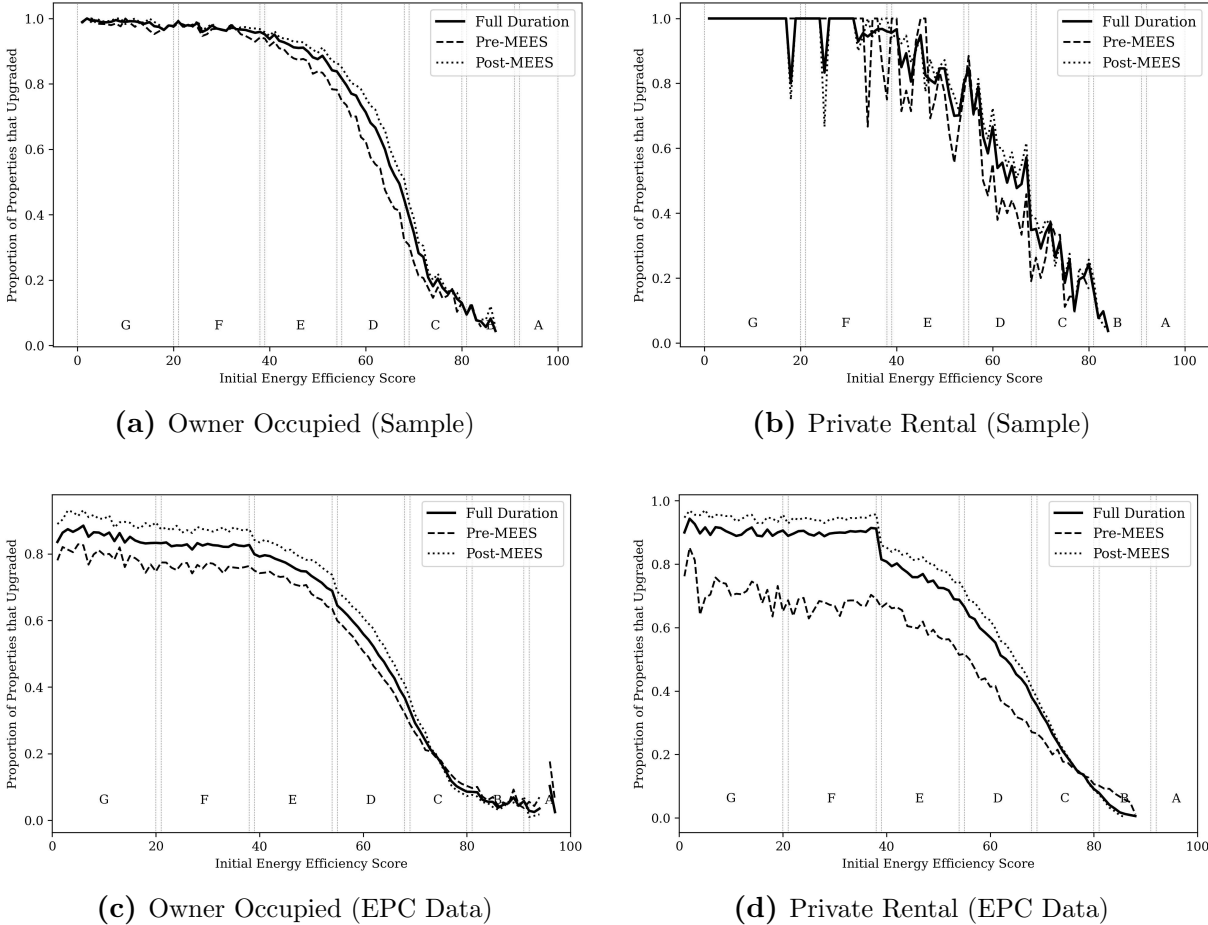 Proportion of Properties that Upgraded
1.0
0.8
0.6
0.4
0.2
0.0
Full Duration
Pre-MEES
Post-MEES
G F E D C B A
0 20 40 60 80 100
Initial Energy Efficiency Score
(a) Owner Occupied (Sample)
Proportion of Properties that Upgraded
1.0
0.8
0.6
0.4
0.2
0.0
Full Duration
Pre-MEES
Post-MEES
G F E D C B A
0 20 40 60 80 100
Initial Energy Efficiency Score
(b) Private Rental (Sample)
Proportion of Properties that Upgraded
0.8
0.6
0.4
0.2
0.0
Full Duration
Pre-MEES
Post-MEES
G F E D C B A
0 20 40 60 80 100
Initial Energy Efficiency Score
(c) Owner Occupied (EPC Data)
Proportion of Properties that Upgraded
1.0
0.8
0.6
0.4
0.2
0.0
Full Duration
Pre-MEES
Post-MEES
G F E D C B A
0 20 40 60 80 100
Initial Energy Efficiency Score
(d) Private Rental (EPC Data)